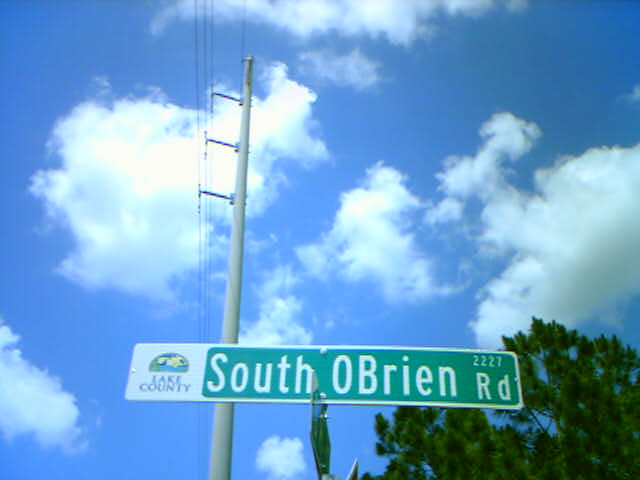 LAKE
COUNTY
South OBrien Rd
2227